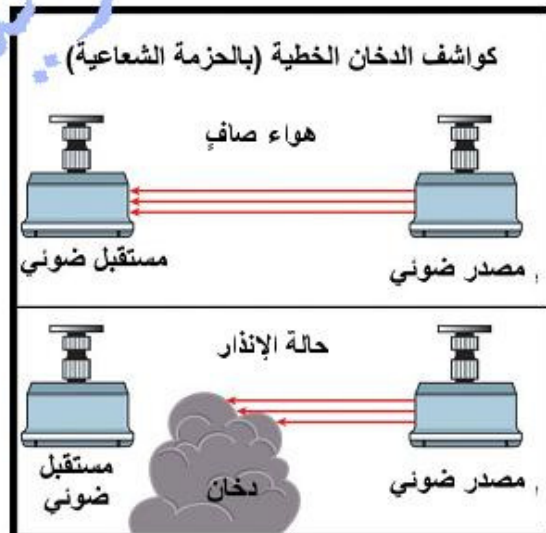 كواشف الدخان الخطية (بالحزمة الشعاعية)
هواء صافٍ
مصدر ضوئي
مستقبل ضوئي
حالة الإنذار
مصدر ضوئي
دخان
مستقبل
ضوئي